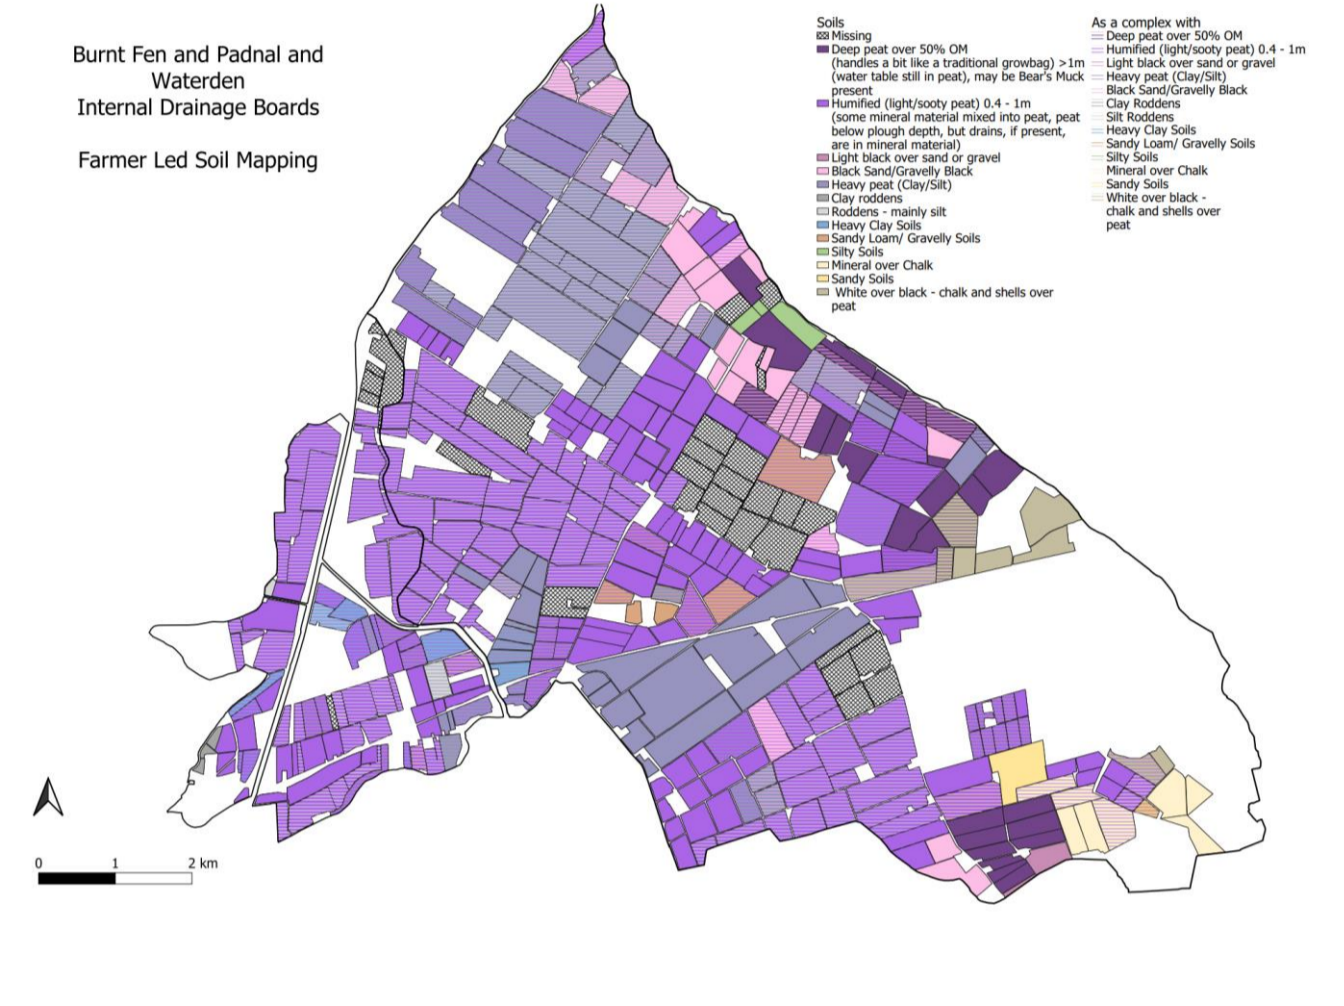 Burnt Fen and Padnal and
Waterden
Internal Drainage Boards
Farmer Led Soil Mapping
Soils
Missing
Deep peat over 50% OM
(handles a bit like a traditional growbag) >1m
(water table still in peat), may be Bear's Muck
present
Humified (light/sooty peat) 0.4 - 1m
(some mineral material mixed into peat, peat
below plough depth, but drains, if present,
are in mineral material)
Light black over sand or gravel
Black Sand/Gravelly Black
Heavy peat (Clay/Silt)
Clay roddens
Roddens - mainly silt
Heavy Clay Soils
Sandy Loam/ Gravelly Soils
Silty Soils
Mineral over Chalk
Sandy Soils
White over black - chalk and shells over
peat
As a complex with
Deep peat over 50% OM
Humified (light/sooty peat) 0.4 - 1m
Light black over sand or gravel
Heavy peat (Clay/Silt)
Black Sand/Gravelly Black
Clay Roddens
Silt Roddens
Heavy Clay Soils
Sandy Loam/ Gravelly Soils
Silty Soils
Mineral over Chalk
Sandy Soils
White over black -
chalk and shells over
peat
0 1 2 km